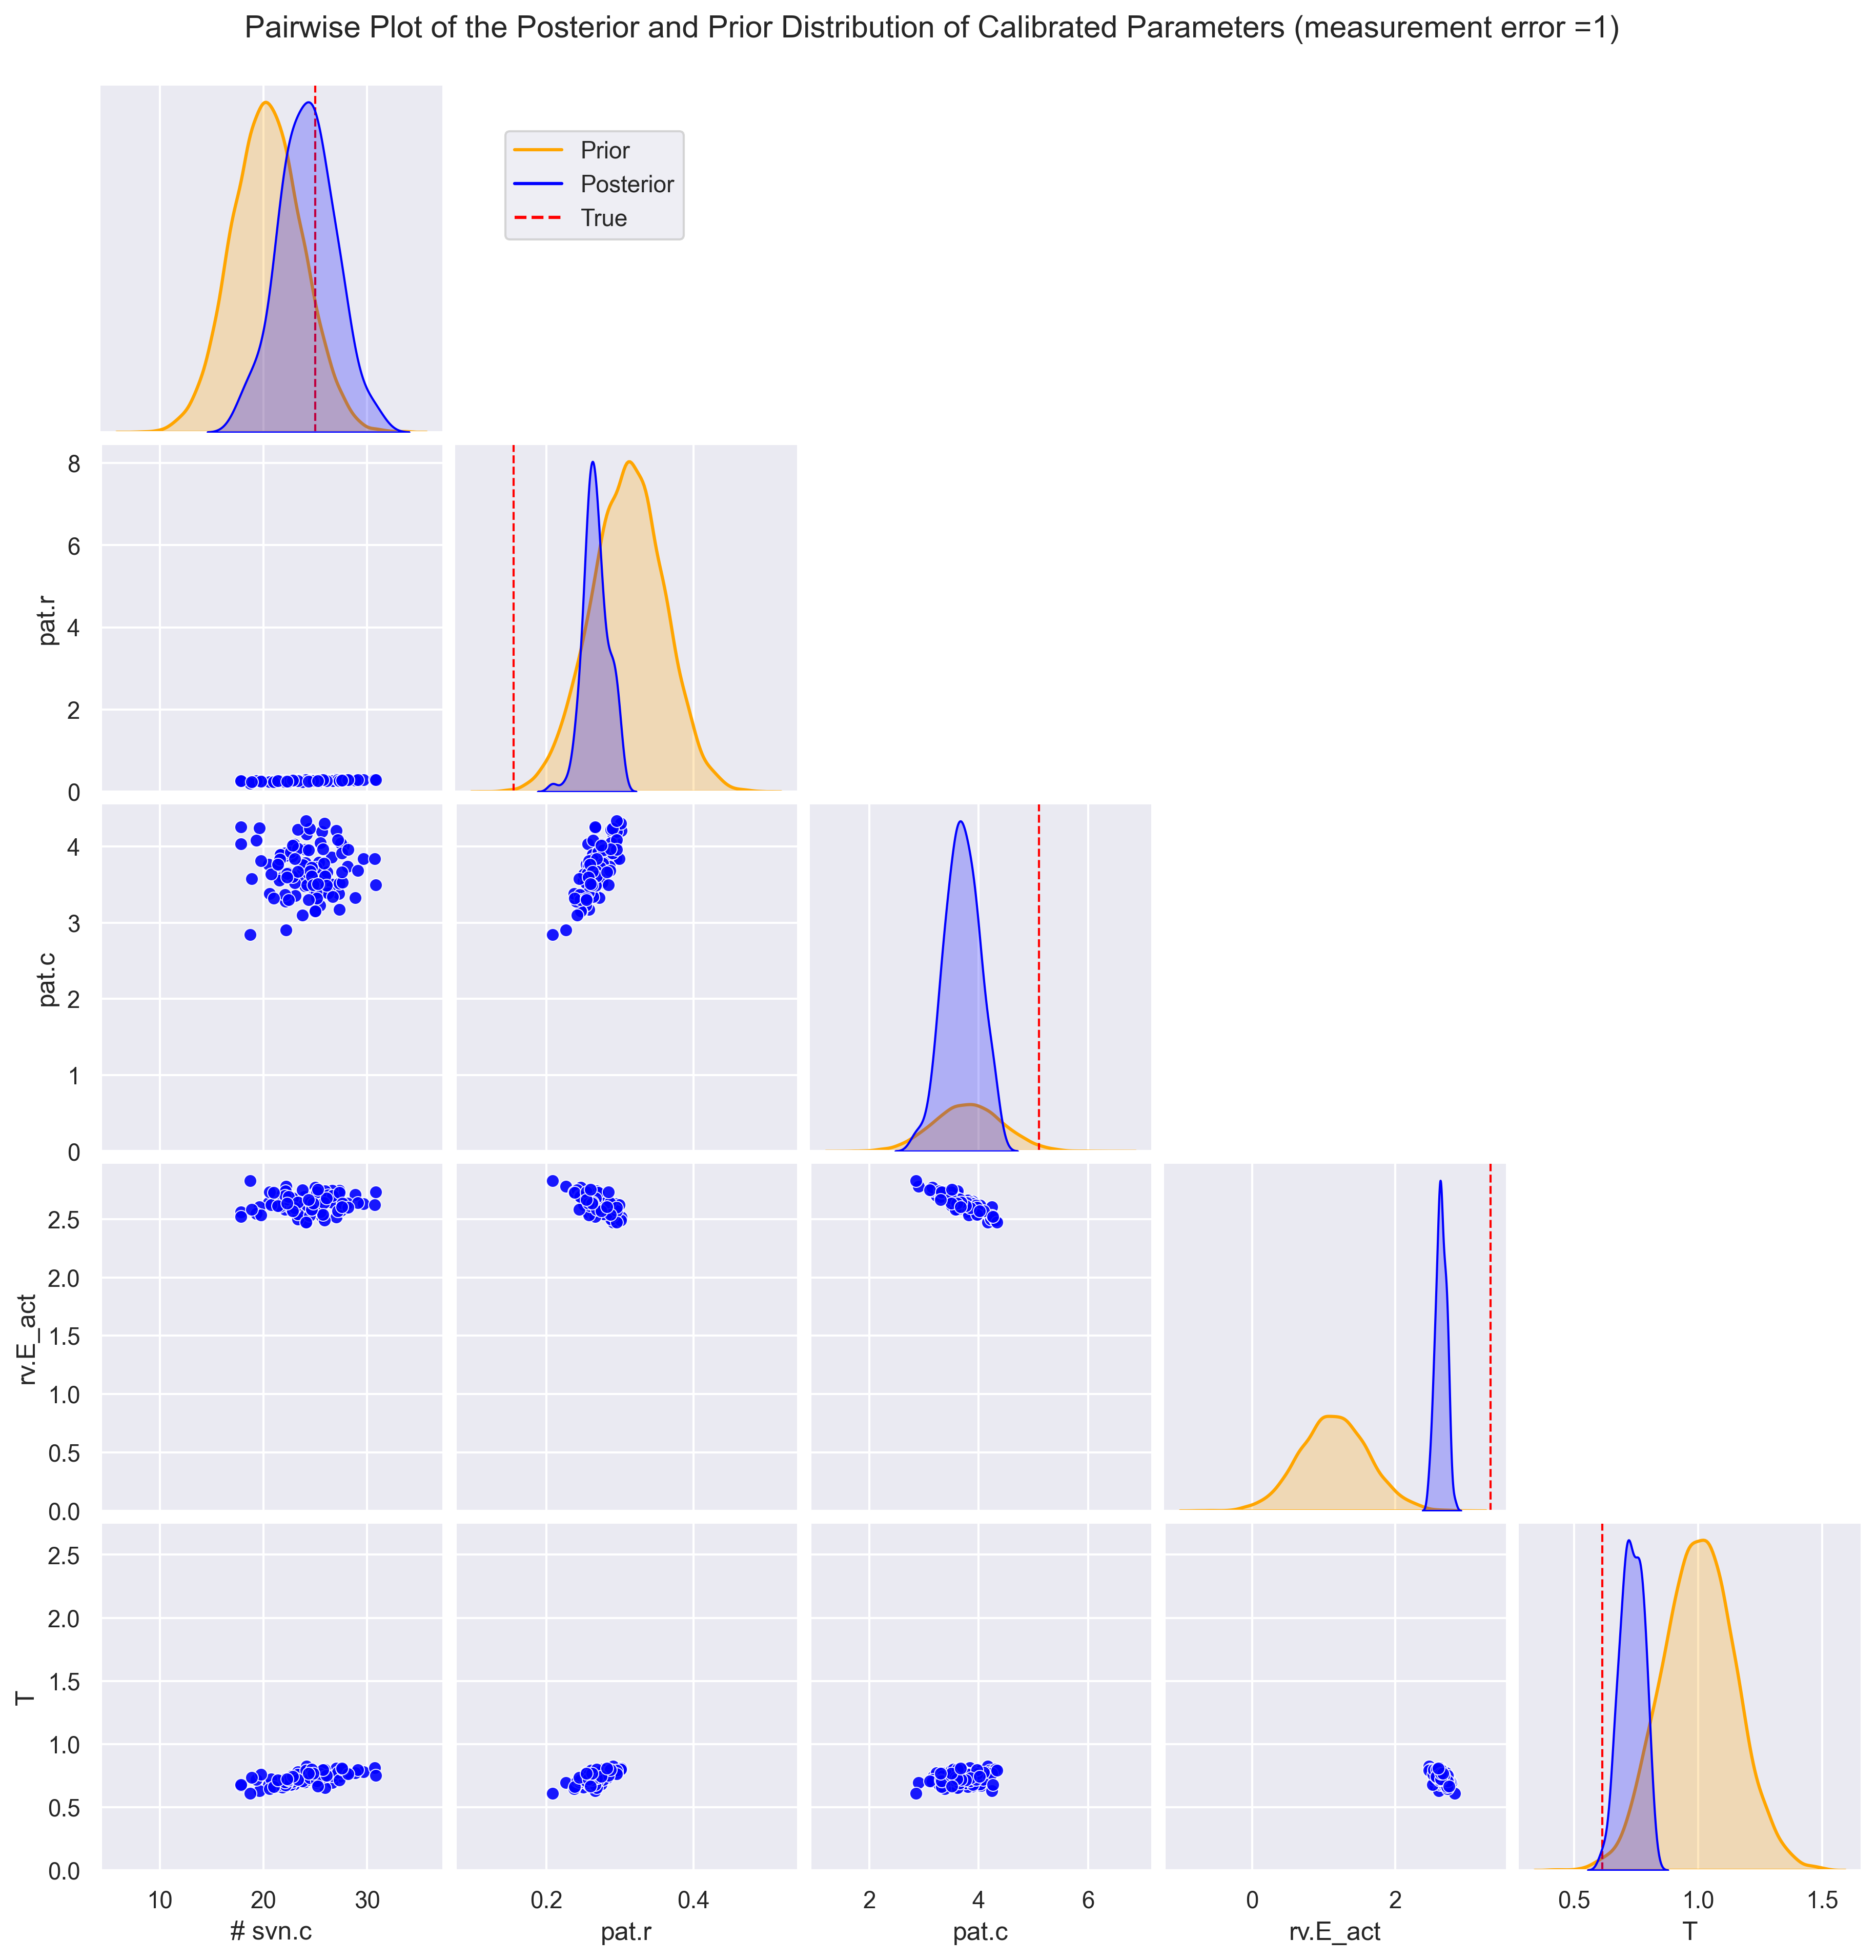 Pairwise Plot of the Posterior and Prior Distribution of Calibrated Parameters (measurement error =1)
Prior
Posterior
True
8
6
4
2
0
pat.r
4
3
2
1
0
pat.c
2.5
2.0
1.5
1.0
0.5
0.0
rv.E_act
2.5
2.0
1.5
1.0
0.5
0.0
T
10 20 30
0.2 0.4
2 4 6
0 2
0.5 1.0 1.5
# svn.c
pat.r
pat.c
rv.E_act
T